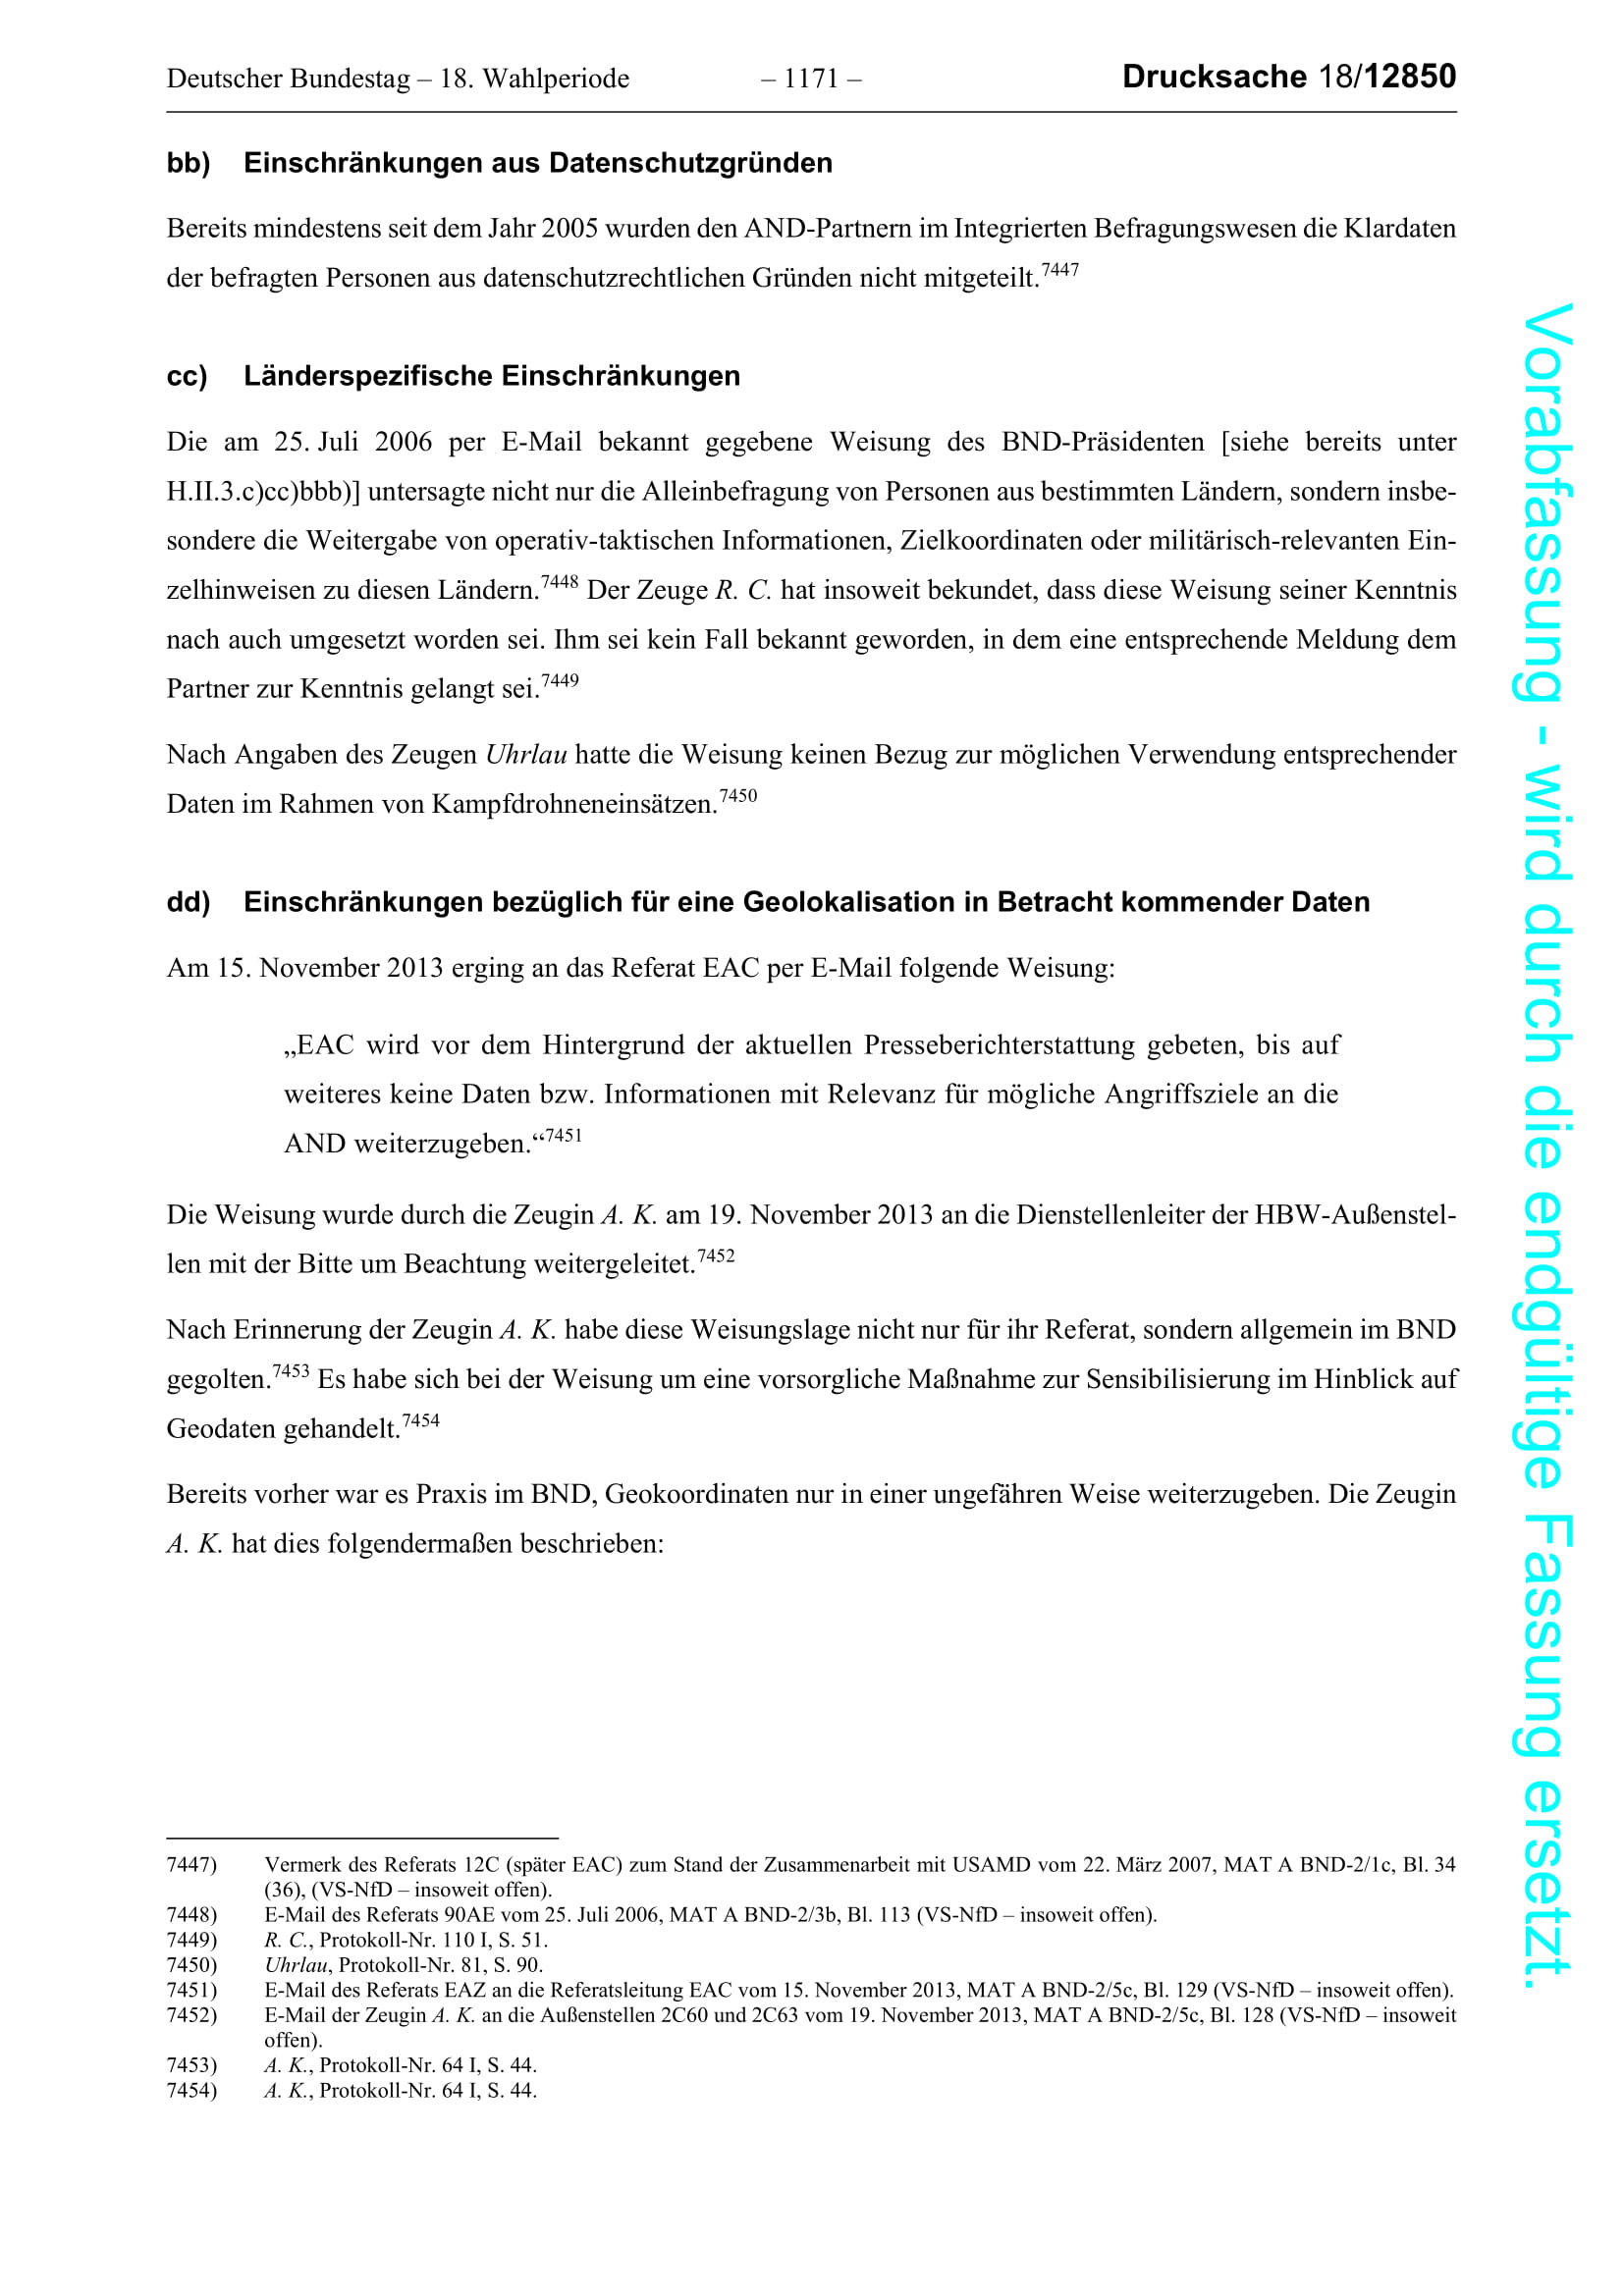 Deutscher Bundestag – 18. Wahlperiode – 1171 – Drucksache 18/12850
bb) Einschränkungen aus Datenschutzgründen
Bereits mindestens seit dem Jahr 2005 wurden den AND-Partnern im Integrierten Befragungswesen die Klardaten
der befragten Personen aus datenschutzrechtlichen Gründen nicht mitgeteilt.7447
cc) Länderspezifische Einschränkungen
Die am 25. Juli 2006 per E-Mail bekannt gegebene Weisung des BND-Präsidenten [siehe bereits unter
H.II.3.c)cc)bbb)] untersagte nicht nur die Alleinbefragung von Personen aus bestimmten Ländern, sondern insbe-
sondere die Weitergabe von operativ-taktischen Informationen, Zielkoordinaten oder militärisch-relevanten Ein-
zelhinweisen zu diesen Ländern.7448 Der Zeuge R. C. hat insoweit bekundet, dass diese Weisung seiner Kenntnis
nach auch umgesetzt worden sei. Ihm sei kein Fall bekannt geworden, in dem eine entsprechende Meldung dem
Partner zur Kenntnis gelangt sei.7449
Nach Angaben des Zeugen Uhrlau hatte die Weisung keinen Bezug zur möglichen Verwendung entsprechender
Daten im Rahmen von Kampfdrohneneinsätzen.7450
dd) Einschränkungen bezüglich für eine Geolokalisation in Betracht kommender Daten
Am 15. November 2013 erging an das Referat EAC per E-Mail folgende Weisung:
„EAC wird vor dem Hintergrund der aktuellen Presseberichterstattung gebeten, bis auf
weiteres keine Daten bzw. Informationen mit Relevanz für mögliche Angriffsziele an die
AND weiterzugeben.“7451
Die Weisung wurde durch die Zeugin A. K. am 19. November 2013 an die Dienstellenleiter der HBW-Außenstel-
len mit der Bitte um Beachtung weitergeleitet.7452
Nach Erinnerung der Zeugin A. K. habe diese Weisungslage nicht nur für ihr Referat, sondern allgemein im BND
gegolten.7453 Es habe sich bei der Weisung um eine vorsorgliche Maßnahme zur Sensibilisierung im Hinblick auf
Geodaten gehandelt.7454
Bereits vorher war es Praxis im BND, Geokoordinaten nur in einer ungefähren Weise weiterzugeben. Die Zeugin
A. K. hat dies folgendermaßen beschrieben:
7447) Vermerk des Referats 12C (später EAC) zum Stand der Zusammenarbeit mit USAMD vom 22. März 2007, MAT A BND-2/1c, Bl. 34
(36), (VS-NfD – insoweit offen).
7448) E-Mail des Referats 90AE vom 25. Juli 2006, MAT A BND-2/3b, Bl. 113 (VS-NfD – insoweit offen).
7449) R. C., Protokoll-Nr. 110 I, S. 51.
7450) Uhrlau, Protokoll-Nr. 81, S. 90.
7451) E-Mail des Referats EAZ an die Referatsleitung EAC vom 15. November 2013, MAT A BND-2/5c, Bl. 129 (VS-NfD – insoweit offen).
7452) E-Mail der Zeugin A. K. an die Außenstellen 2C60 und 2C63 vom 19. November 2013, MAT A BND-2/5c, Bl. 128 (VS-NfD – insoweit
offen).
7453) A. K., Protokoll-Nr. 64 I, S. 44.
7454) A. K., Protokoll-Nr. 64 I, S. 44.
Vorabfassung - wird durch die endgültige Fassung ersetzt.